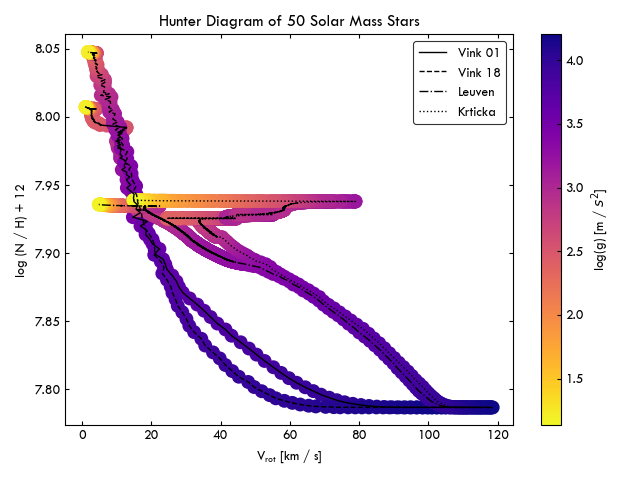 Hunter Diagram of 50 Solar Mass Stars
8.05
8.00
7.95
7.90
7.85
7.80
log (N / H) + 12
0 20 40 60 80 100 120
V_rot [km / s]
Vink 01
Vink 18
Leuven
Krticka
4.0
3.5
3.0
2.5
2.0
1.5
log(g) [m / s^2]